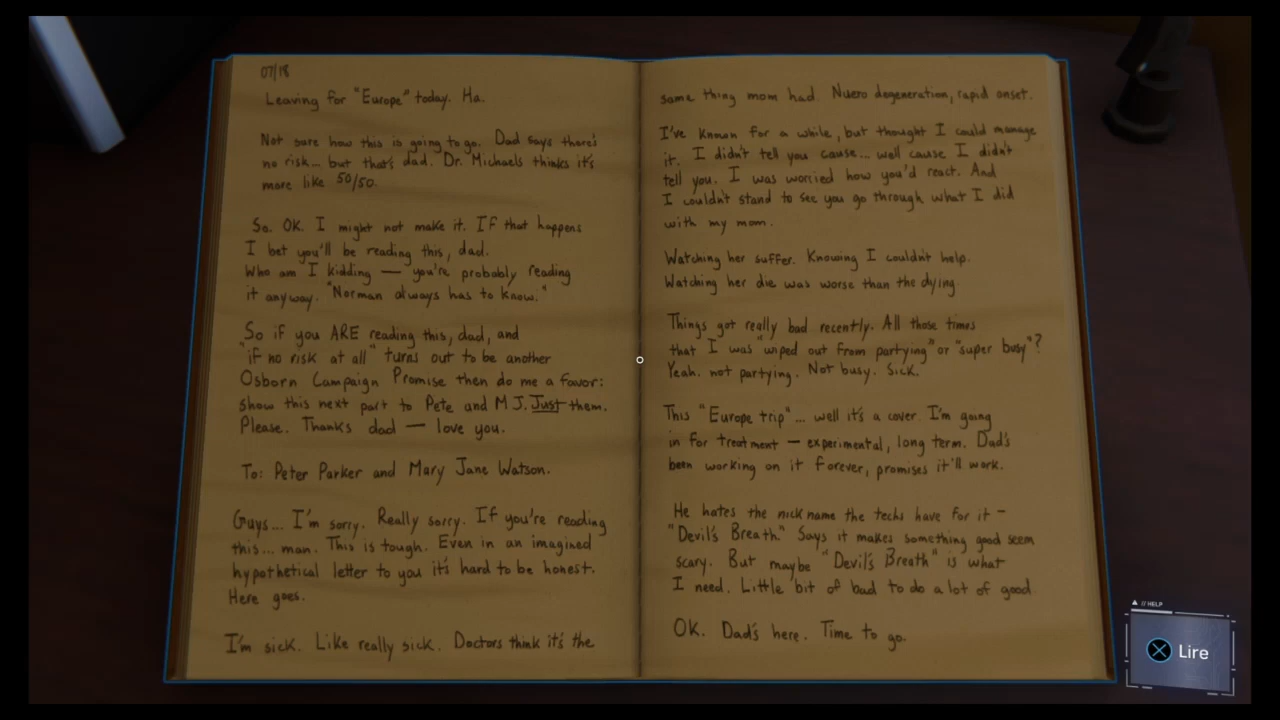 07/18
Leaving for "Europe" today. Ha.
Not sure how this is going to go. Dad says there's
no risk... but that's dad. Dr. Michaels thinks it's
more like 50/50.
So. OK. I might not make it. If that happens
I bet you'll be reading this, dad.
Who am I kidding — you're probably reading
it anyway. "Norman always has to know."
So if you ARE reading this, dad, and
"if no risk at all" turns out to be another
Osborn Campaign Promise then do me a favor:
show this next part to Pete and MJ. Just them.
Please. Thanks dad — love you.
To: Peter Parker and Mary Jane Watson.
Guys... I'm sorry. Really sorry. If you're reading
this... man. This is tough. Even in an imagined
hypothetical letter to you it's hard to be honest.
Here goes.
I'm sick. Like really sick. Doctors think it's the
same thing mom had. Nuero degeneration, rapid onset.
I've known for a while, but thought I could manage
it. I didn't tell you cause... well cause I didn't
tell you. I was worried how you'd react. And
I couldn't stand to see you go through what I did
with my mom.
Watching her suffer. Knowing I couldn't help.
Watching her die was worse than the dying
Things got really bad recently. All those times
that I was "wiped out from partying" or "super busy"?
Yeah. not partying. Not busy. Sick.
This "Europe trip"... well it's a cover. I'm going
in for treatment — experimental, long term. Dad's
been working on it forever, promises it'll work.
He hates the nickname the techs have for it -
"Devil's Breath." Says it makes something good seem
scary. But maybe "Devil's Breath" is what
I need. Little bit of bad to do a lot of good
OK. Dad's here. Time to go.
// HELP
Lire